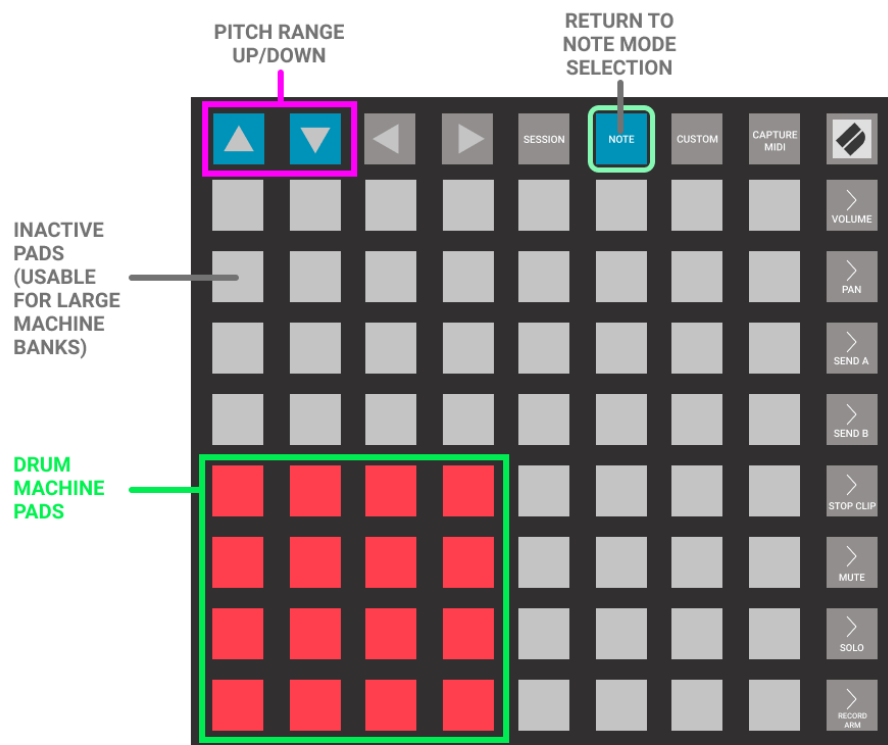 PITCH RANGE
UP/DOWN
RETURN TO
NOTE MODE
SELECTION
SESSION
NOTE
CUSTOM
CAPTURE
MIDI
VOLUME
INACTIVE
PADS
(USABLE
FOR LARGE
MACHINE
BANKS)
PAN
SEND A
SEND B
DRUM
MACHINE
PADS
STOP CLIP
MUTE
SOLO
RECORD
ARM